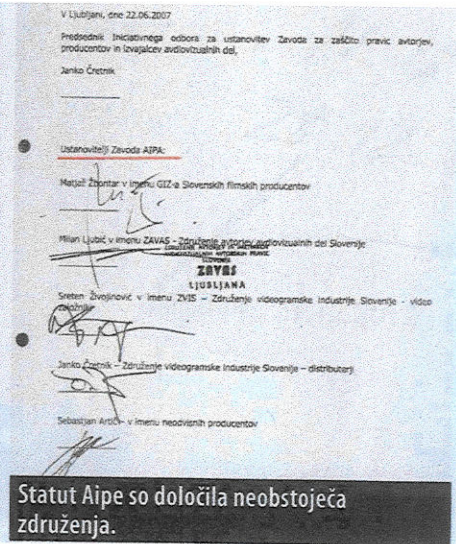 V Ljubljani, dne 22.06.2007
Predsednik Iniciativnega odbora za ustanovitev Zavoda za zaščito pravic avtorjev,
producentov in izvajalcev avdiovizualnih del,
Janko Čretnik
Ustanovitelji Zavoda AIPA:
Matjaž Žbontar v imenu GIZ-a Slovenskih filmskih producentov
Milan Ljubić v imenu ZAVAS - Združenje avtorjev avdiovizualnih del Slovenije
ZAVAS
LJUBLJANA
Sreten Živojinović v imenu ZVIS – Združenje videogramske industrije Slovenije - video
založniki
Janko Čretnik – Združenje videogramske industrije Slovenije – distributerji
Sebastjan Artič – v imenu neodvisnih producentov
Statut Aipe so določila neobstoječa
združenja.